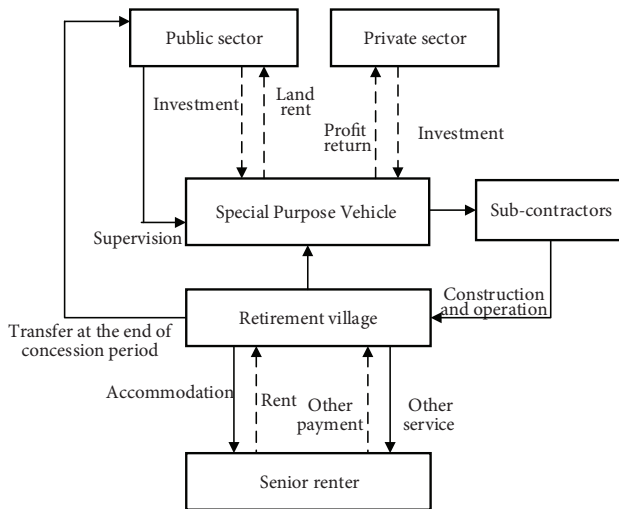 Public sector
Private sector
Investment
Land
rent
Profit
return
Investment
Special Purpose Vehicle
Sub-contractors
Supervision
Construction
and operation
Retirement village
Transfer at the end of
concession period
Accommodation
Rent
Other
payment
Other
service
Senior renter